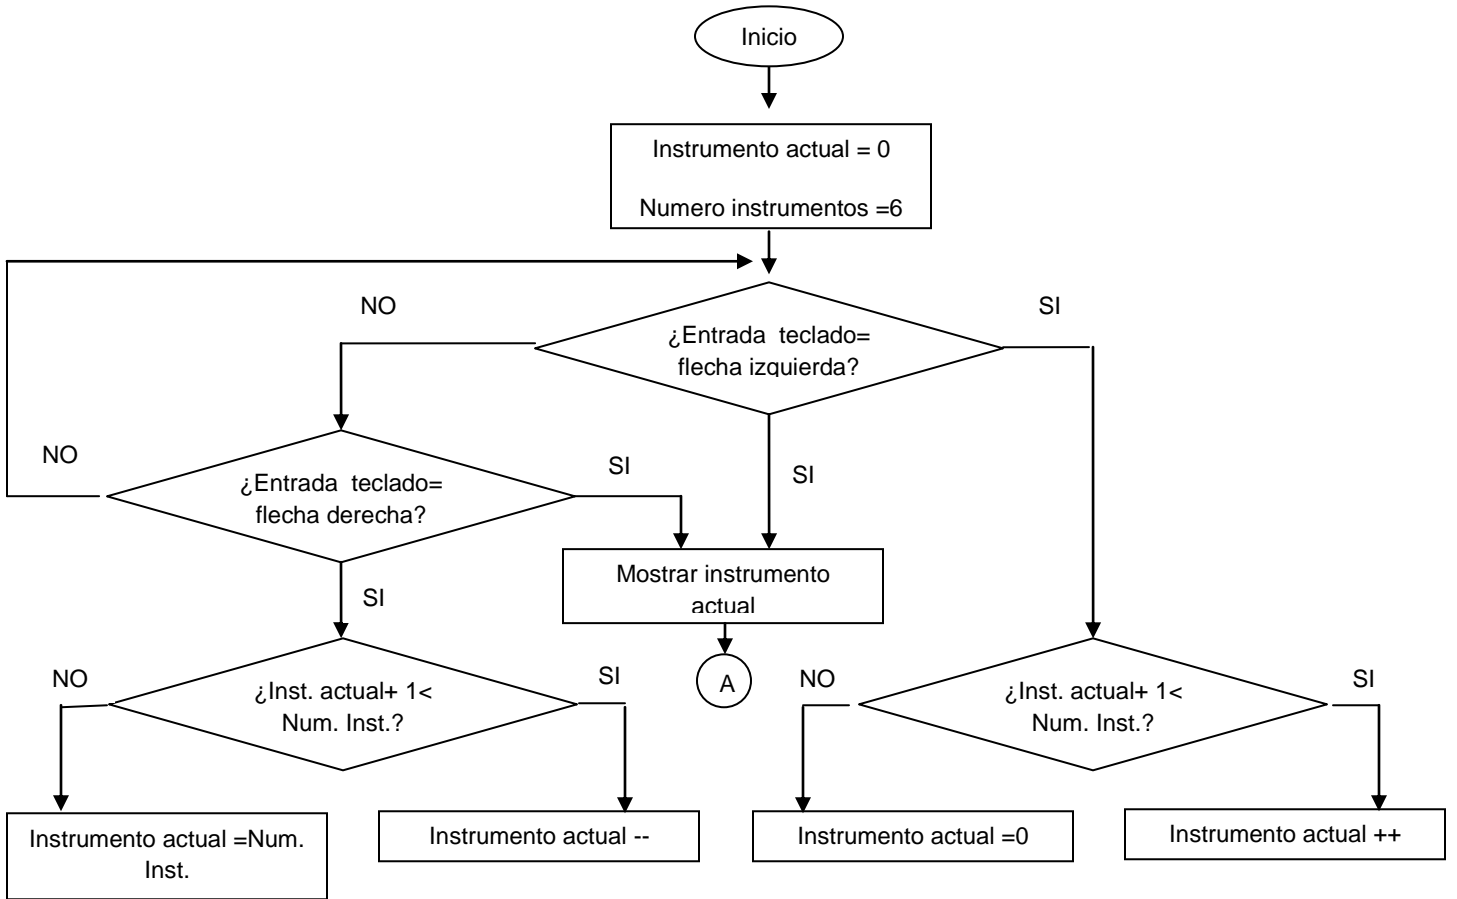 Inicio
Instrumento actual = 0
Numero instrumentos =6
NO
SI
¿Entrada  teclado=
flecha izquierda?
NO
SI
SI
¿Entrada  teclado=
flecha derecha?
Mostrar instrumento
actual
SI
NO
SI
A
NO
SI
¿Inst. actual+ 1<
Num. Inst.?
¿Inst. actual+ 1<
Num. Inst.?
Instrumento actual =Num.
Inst.
Instrumento actual --
Instrumento actual =0
Instrumento actual ++